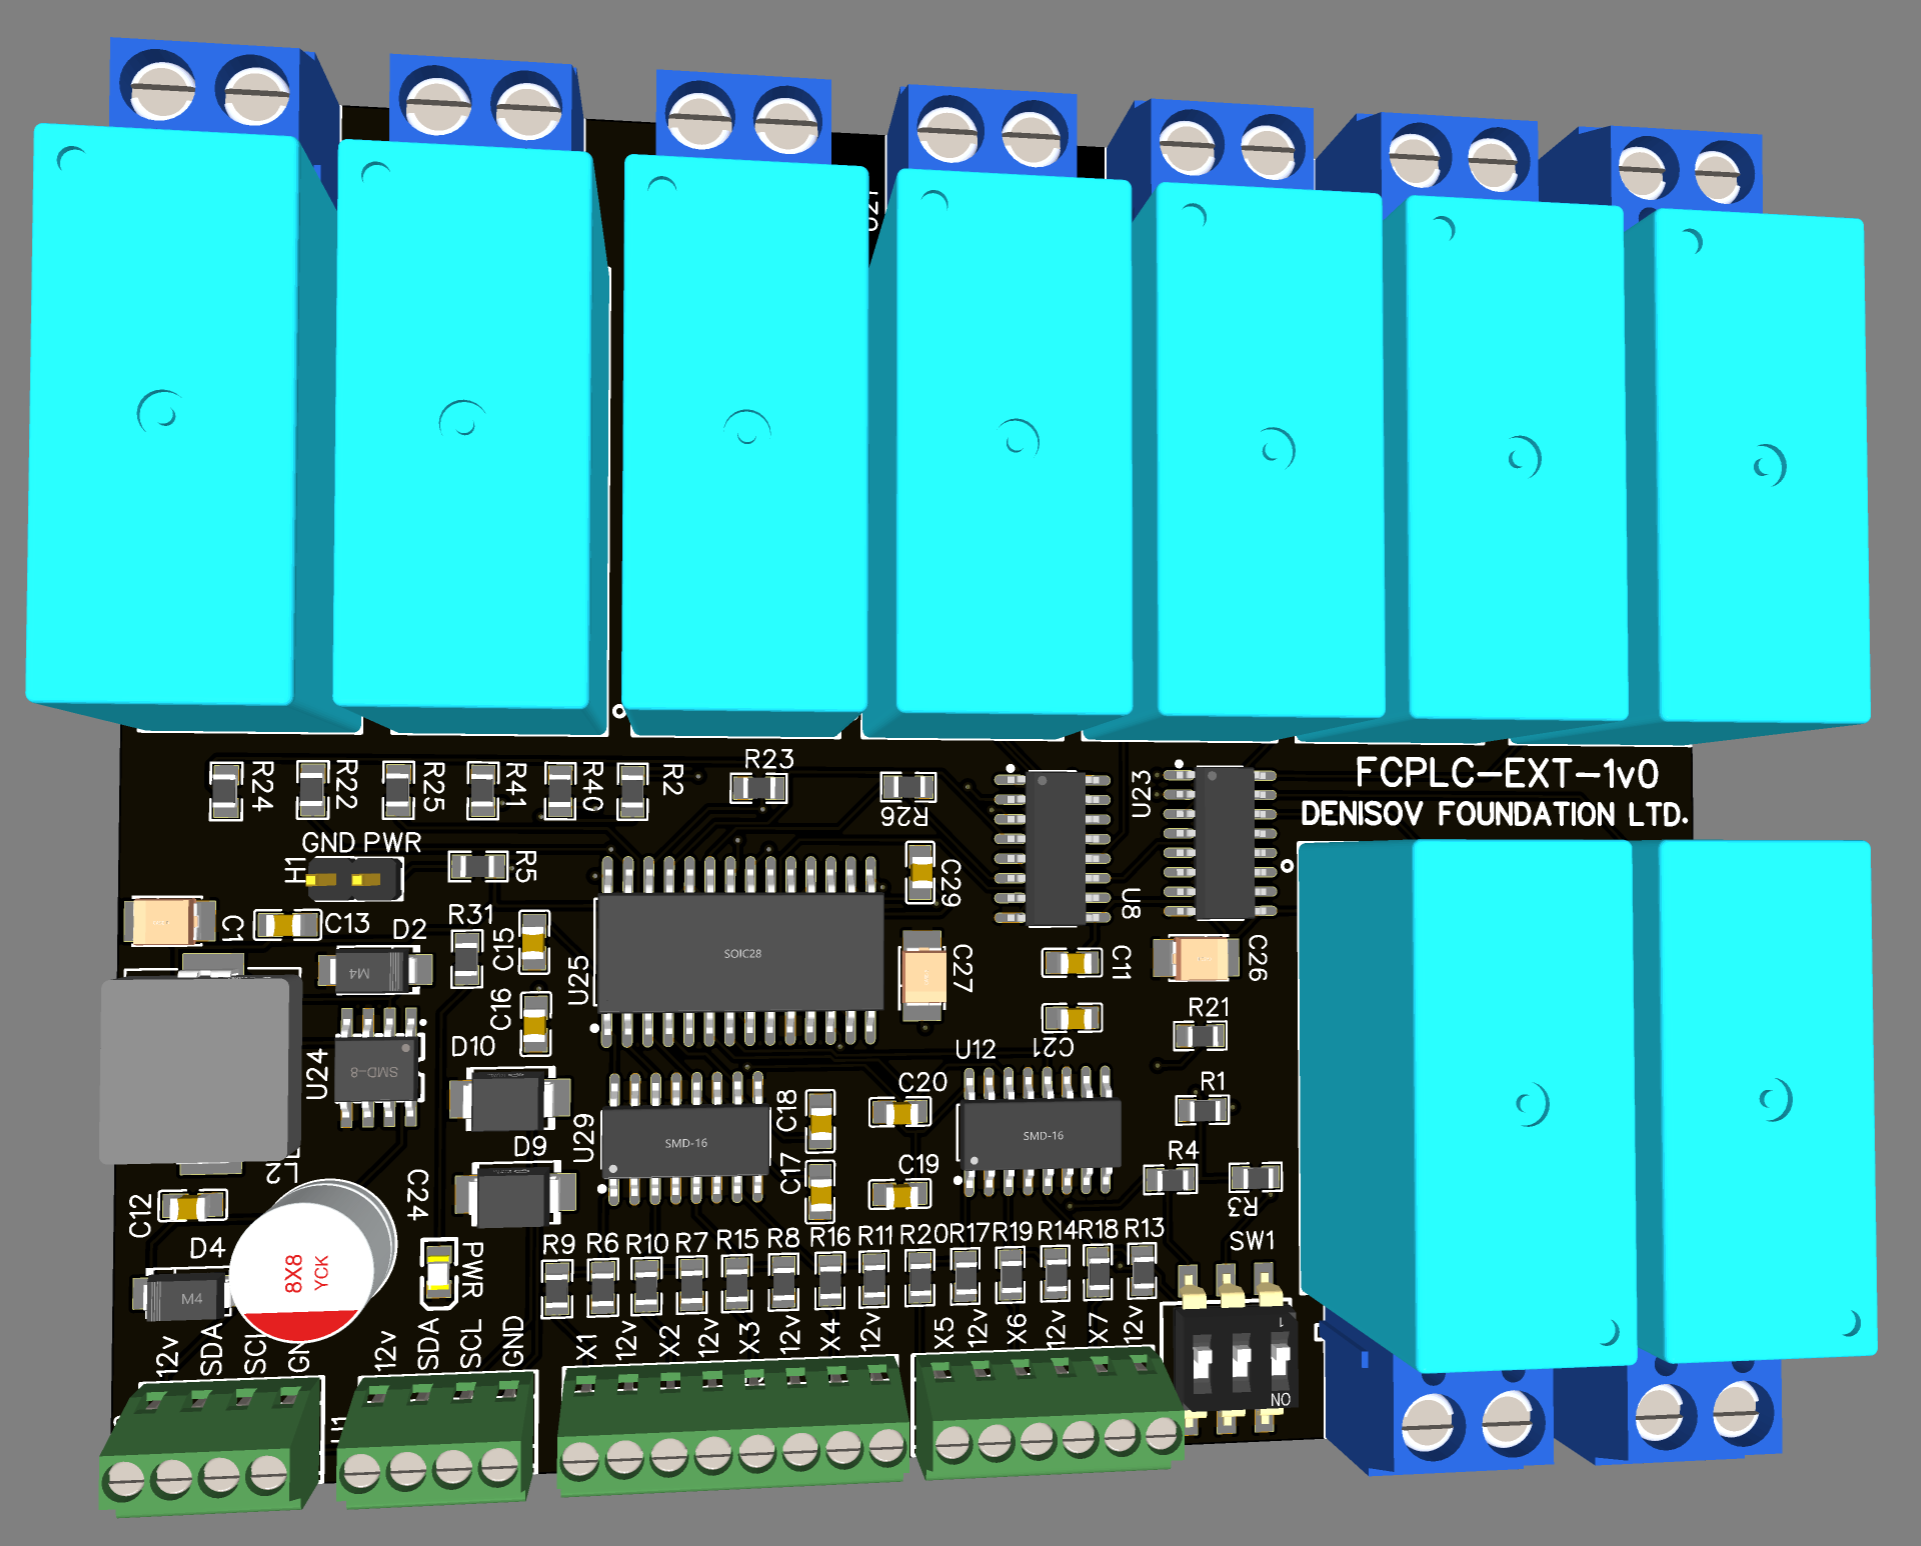 R24
R22
R25
R41
R40
R2
R23
R26
U23
FCPLC-EXT-1v0
DENISOV FOUNDATION LTD.
GND PWR
H1
R5
C29
U8
C1
C13
D2
R31
C15
U25
SOIC28
C27
C11
C26
M4
C16
R21
U24
SMD-8
D10
U12
C21
R1
C20
C18
U29
SMD-16
SMD-16
L2
D9
C17
C19
R4
R3
C12
C24
D4
8X8
YCK
PWR
M4
R9
R6
R10
R7
R15
R8
R16
R11
R20
R17
R19
R14
R18
R13
SW1
12v
SDA
12v
SDA
SCL
GND
X1
12v
X2
12v
X3
12v
X4
12v
X5
12v
X6
12v
X7
12v
1
ON